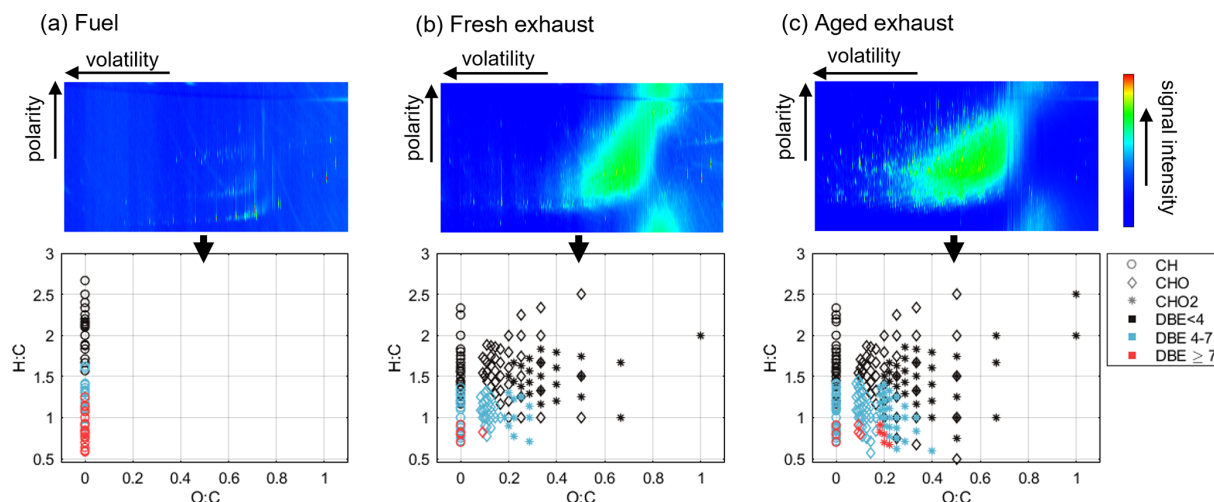 (a) Fuel
(b) Fresh exhaust
(c) Aged exhaust
volatility
volatility
volatility
polarity
polarity
polarity
signal intensity
3
2.5
2
1.5
1
0.5
H:C
0
0.2
0.4
0.6
0.8
1
O:C
3
2.5
2
1.5
1
0.5
H:C
0
0.2
0.4
0.6
0.8
1
O:C
3
2.5
2
1.5
1
0.5
H:C
0
0.2
0.4
0.6
0.8
1
O:C
CH
CHO
CHO2
DBE<4
DBE 4-7
DBE ≥ 7